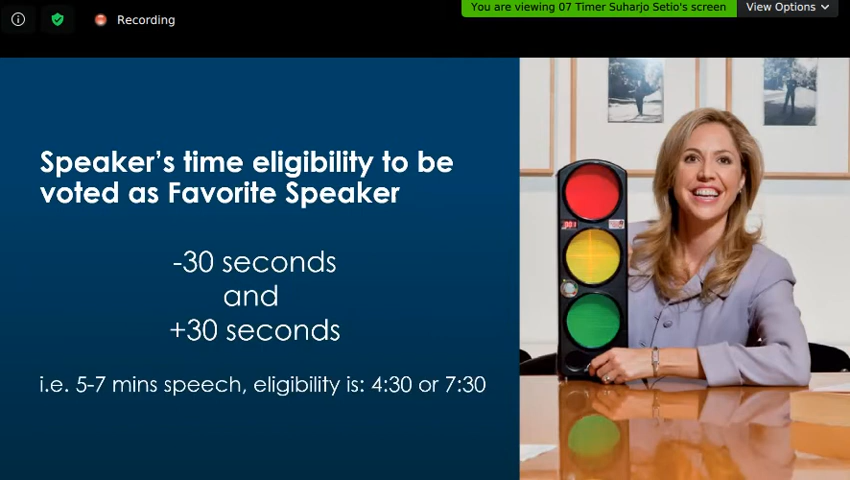 Recording
You are viewing 07 Timer Suharjo Setio's screen
View Options
Speaker's time eligibility to be
voted as Favorite Speaker
-30 seconds
and
+30 seconds
i.e. 5-7 mins speech, eligibility is: 4:30 or 7:30